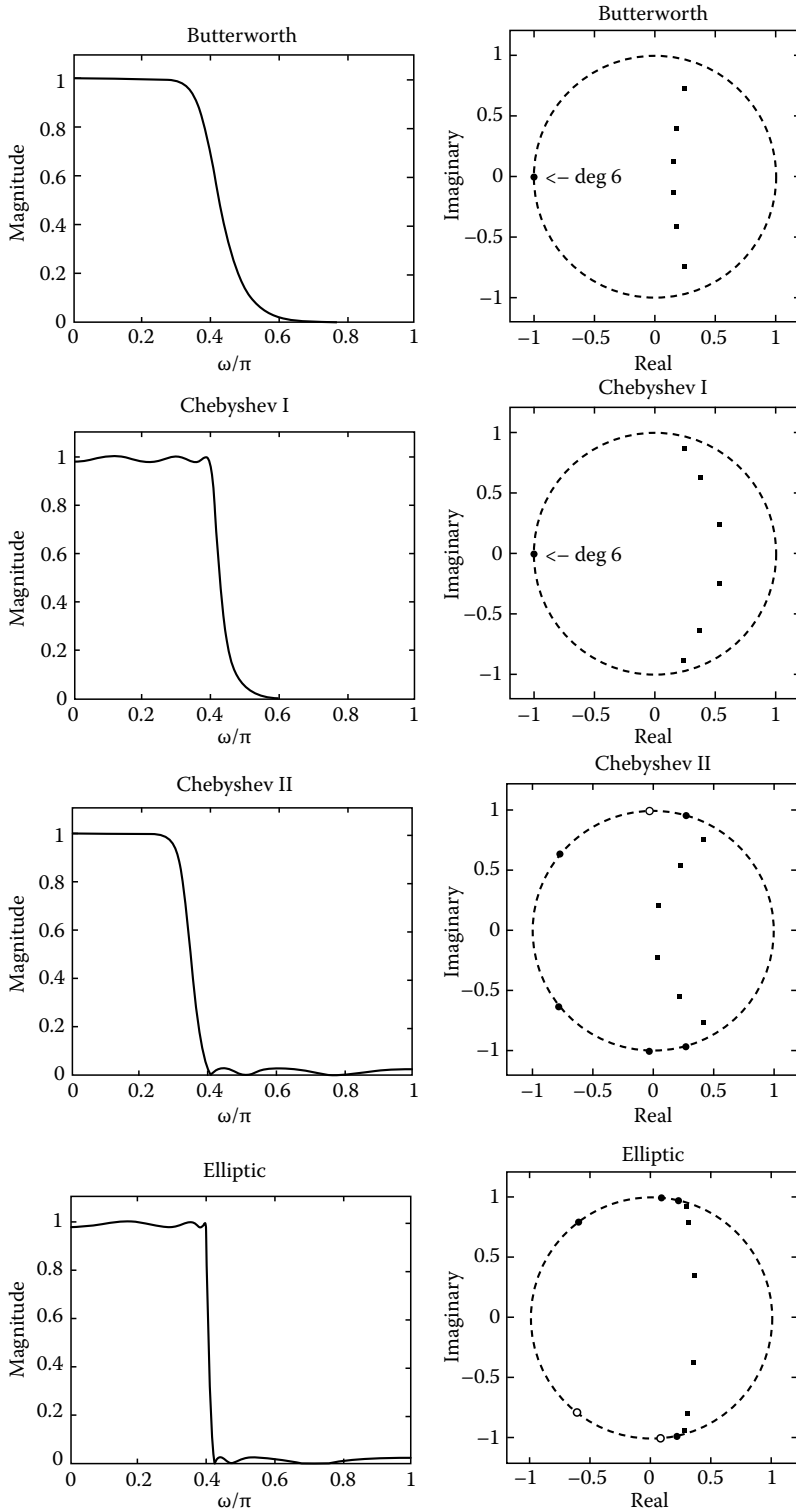 Butterworth
Magnitude
1
0.8
0.6
0.4
0.2
0
0 0.2 0.4 0.6 0.8 1
ω/π
Butterworth
Imaginary
1
0.5
0
−0.5
−1
<− deg 6
−1 −0.5 0 0.5 1
Real
Chebyshev I
Magnitude
1
0.8
0.6
0.4
0.2
0
0 0.2 0.4 0.6 0.8 1
ω/π
Chebyshev I
Imaginary
1
0.5
0
−0.5
−1
<− deg 6
−1 −0.5 0 0.5 1
Real
Chebyshev II
Magnitude
1
0.8
0.6
0.4
0.2
0
0 0.2 0.4 0.6 0.8 1
ω/π
Chebyshev II
Imaginary
1
0.5
0
−0.5
−1
−1 −0.5 0 0.5 1
Real
Elliptic
Magnitude
1
0.8
0.6
0.4
0.2
0
0 0.2 0.4 0.6 0.8 1
ω/π
Elliptic
Imaginary
1
0.5
0
−0.5
−1
−1 −0.5 0 0.5 1
Real